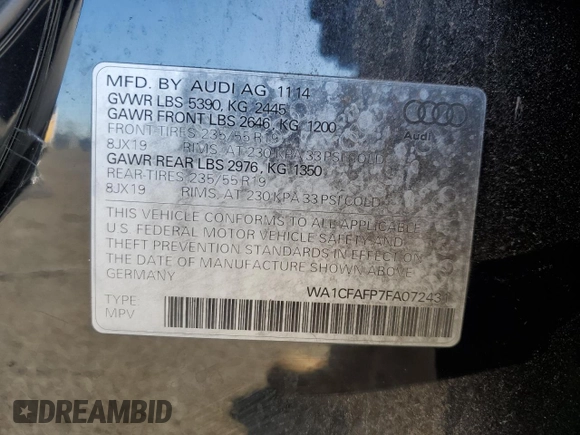 MFD. BY AUDI AG 1114
GVWR LBS 5390, KG 2445
GAWR FRONT LBS 2646, KG 1200
FRONT-TIRES 235/55 R19
8JX19 RIMS, AT 230 KPA 33 PSI COLD
GAWR REAR LBS 2976, KG 1350
REAR-TIRES 235/55 R19
8JX19 RIMS, AT 230 KPA 33 PSI COLD
Audi
THIS VEHICLE CONFORMS TO ALL APPLICABLE
U.S. FEDERAL MOTOR VEHICLE SAFETY AND
THEFT PREVENTION STANDARDS IN EFFECT ON
THE DATE OF MANUFACTURE SHOWN ABOVE
GERMANY
WA1CFAFP7FA072431
TYPE
MPV
DREAMBID